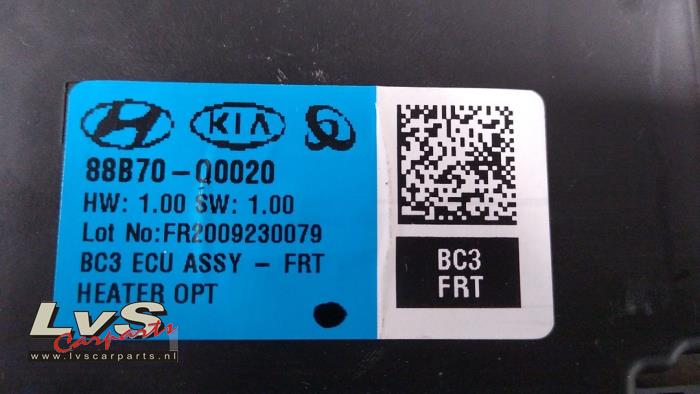 KIA
88B70-Q0020
HW: 1.00 SW: 1.00
Lot No:FR2009230079
BC3 ECU ASSY - FRT
HEATER OPT
BC3
FRT
LvS
Carparts
www.lvscarparts.nl